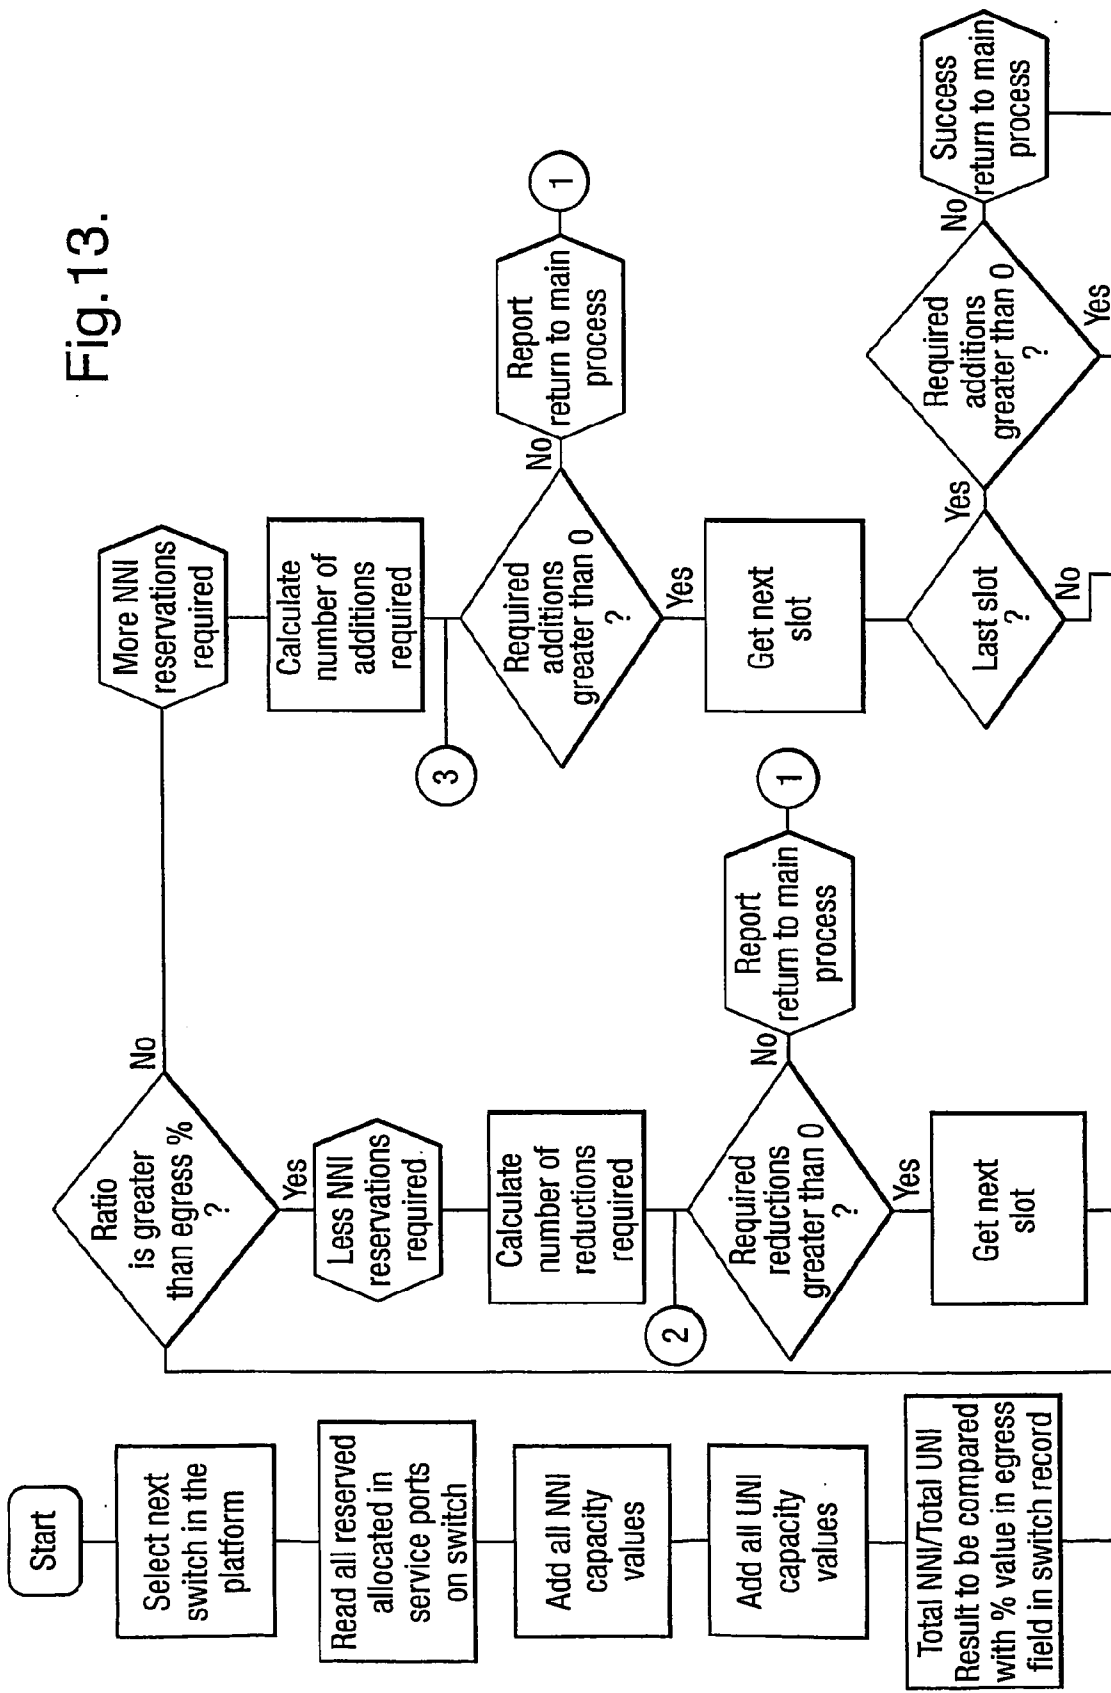 Fig.13.
Start
Select next
switch in the
platform
Read all reserved
allocated in
service ports
on switch
Add all NNI
capacity
values
Add all UNI
capacity
values
Total NNI/Total UNI
Result to be compared
with % value in egress
field in switch record
Ratio
is greater
than egress %
?
No
Yes
Less NNI
reservations
required
Calculate
number of
reductions
required
2
Required
reductions
greater than 0
?
No
Report
return to main
process
1
Yes
Get next
slot
More NNI
reservations
required
Calculate
number of
additions
required
3
Required
additions
greater than 0
?
No
Report
return to main
process
1
Yes
Get next
slot
Last slot
?
No
Yes
Required
additions
greater than 0
?
Yes
No
Success
return to main
process